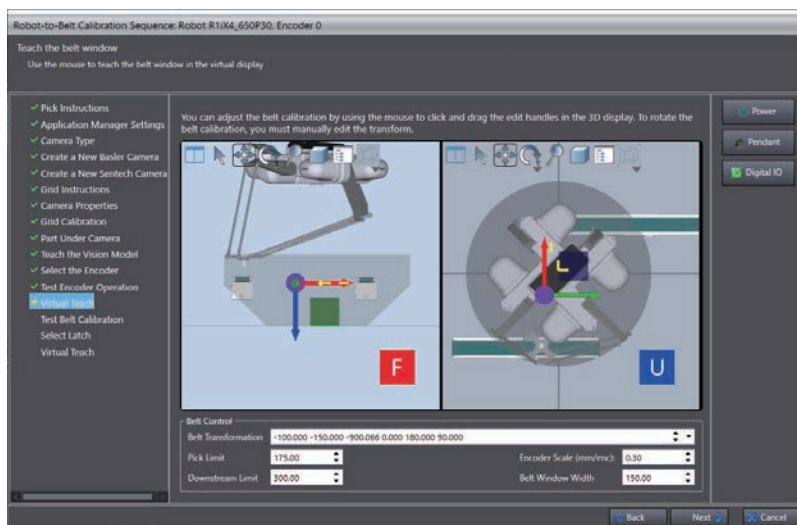 Robot-to-Belt Calibration Sequence: Robot R1iX4_650P30, Encoder 0
Teach the belt window
Use the mouse to teach the belt window in the virtual display
Pick Instructions
Application Manager Settings
Camera Type
Create a New Basler Camera
Create a New Sentech Camera
Grid Instructions
Camera Properties
Grid Calibration
Part Under Camera
Teach the Vision Model
Select the Encoder
Test Encoder Operation
Virtual Teach
Test Belt Calibration
Select Latch
Virtual Teach
You can adjust the belt calibration by using the mouse to click and drag the edit handles in the 3D display. To rotate the
belt calibration, you must manually edit the transform.
F
U
Belt Control
Belt Transformation -100.000 -150.000 -900.066 0.000 180.000 90.000
Pick Limit 175.00 Encoder Scale (mm/enc): 0.30
Downstream Limit 300.00 Belt Window Width 150.00
Power
Pendant
Digital IO
Back Next Cancel